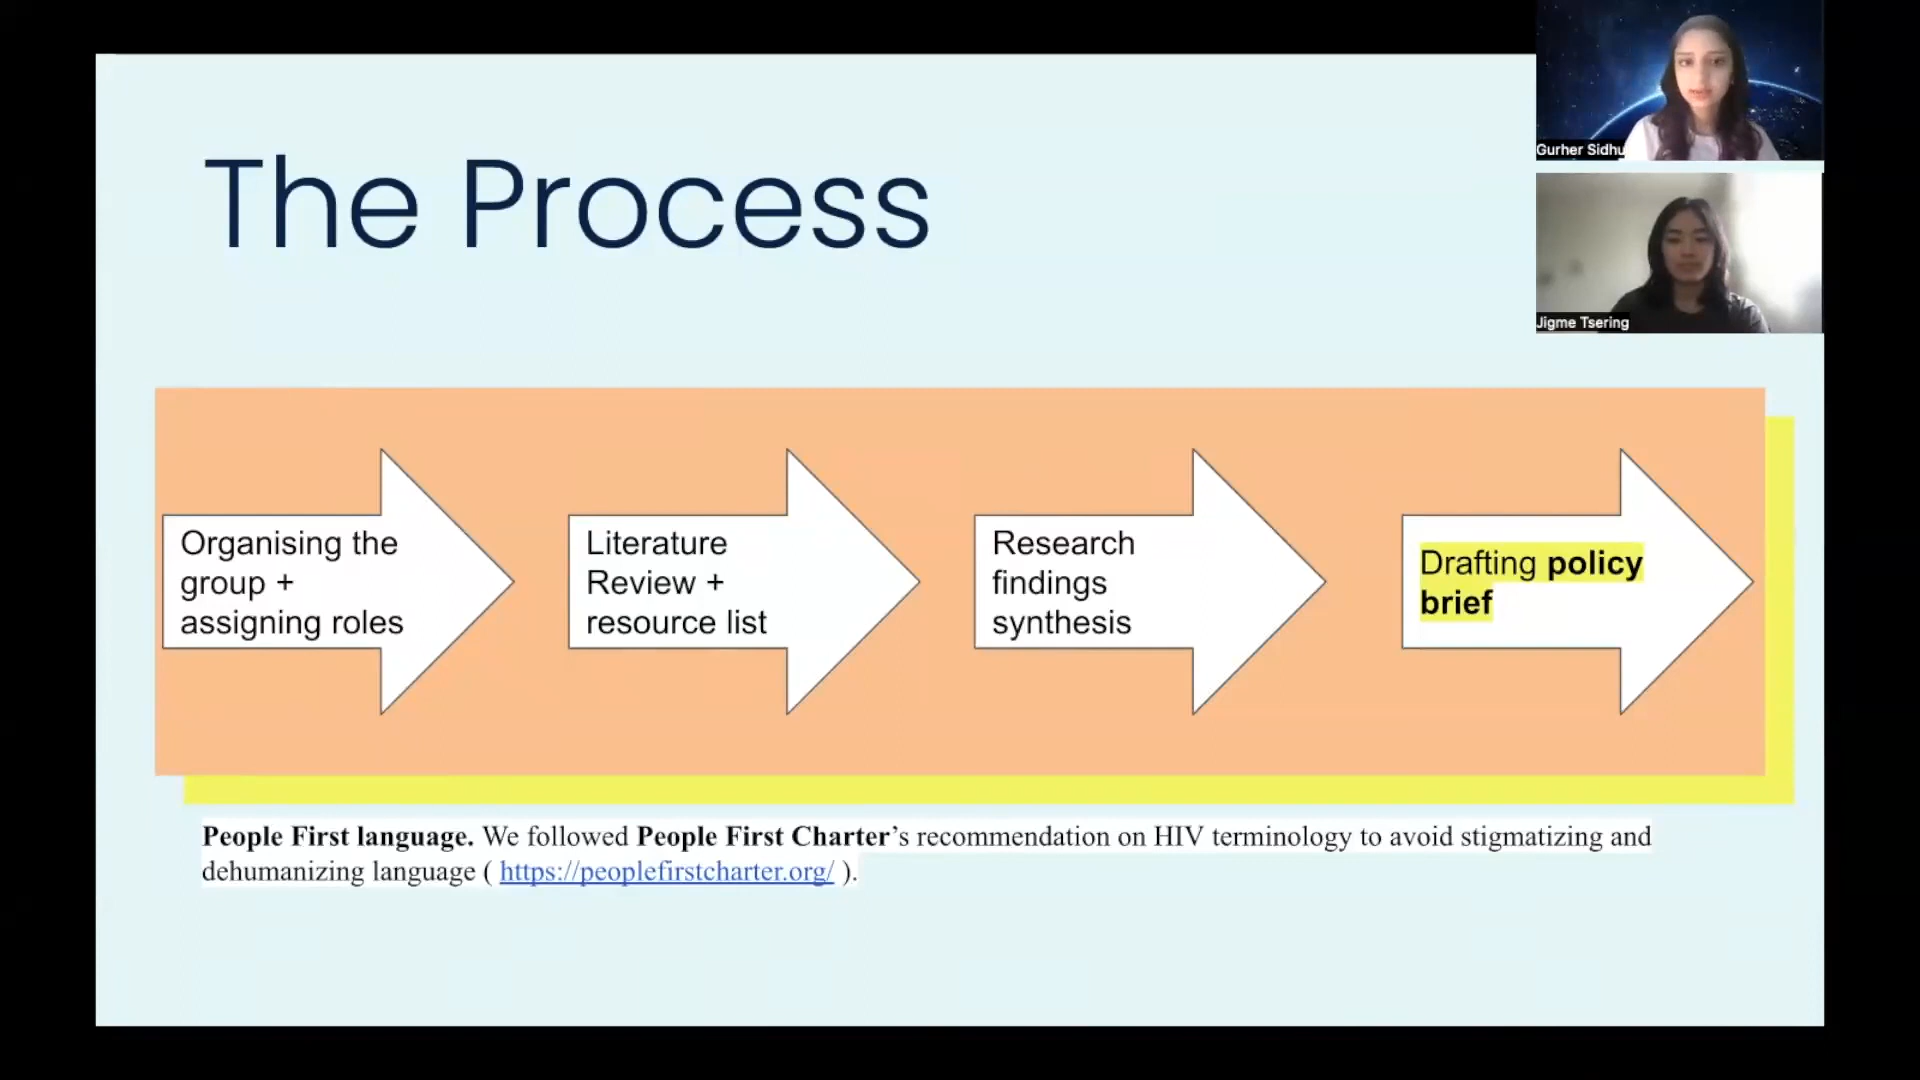 The Process
Gurher Sidhu
Jigme Tsering
Organising the
group +
assigning roles
Literature
Review +
resource list
Research
findings
synthesis
Drafting policy
brief
People First language. We followed People First Charter’s recommendation on HIV terminology to avoid stigmatizing and
dehumanizing language ( https://peoplefirstcharter.org/ ).